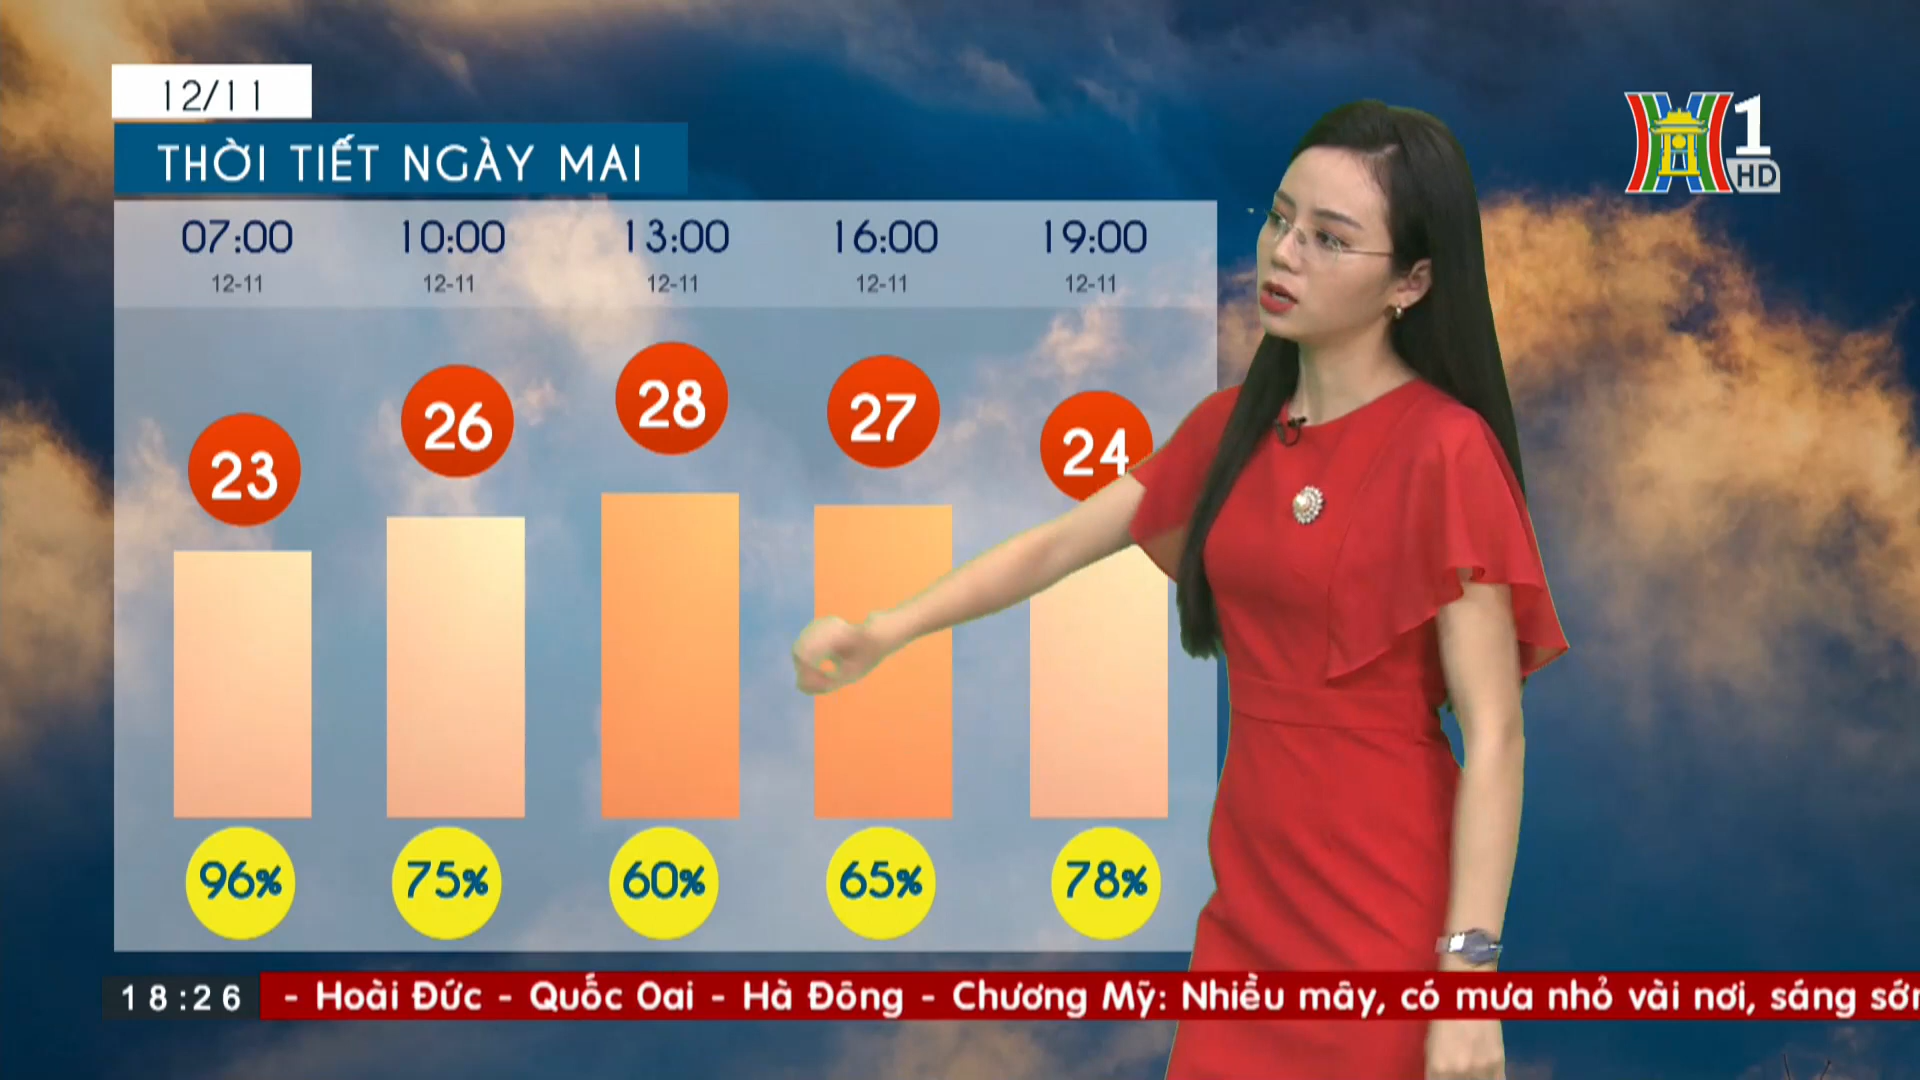 12/11
THỜI TIẾT NGÀY MAI
1
HD
07:00 10:00 13:00 16:00 19:00
12-11 12-11 12-11 12-11 12-11
23 26 28 27 24
96% 75% 60% 65% 78%
18:26 - Hoài Đức - Quốc Oai - Hà Đông - Chương Mỹ: Nhiều mây, có mưa nhỏ vài nơi, sáng sớm